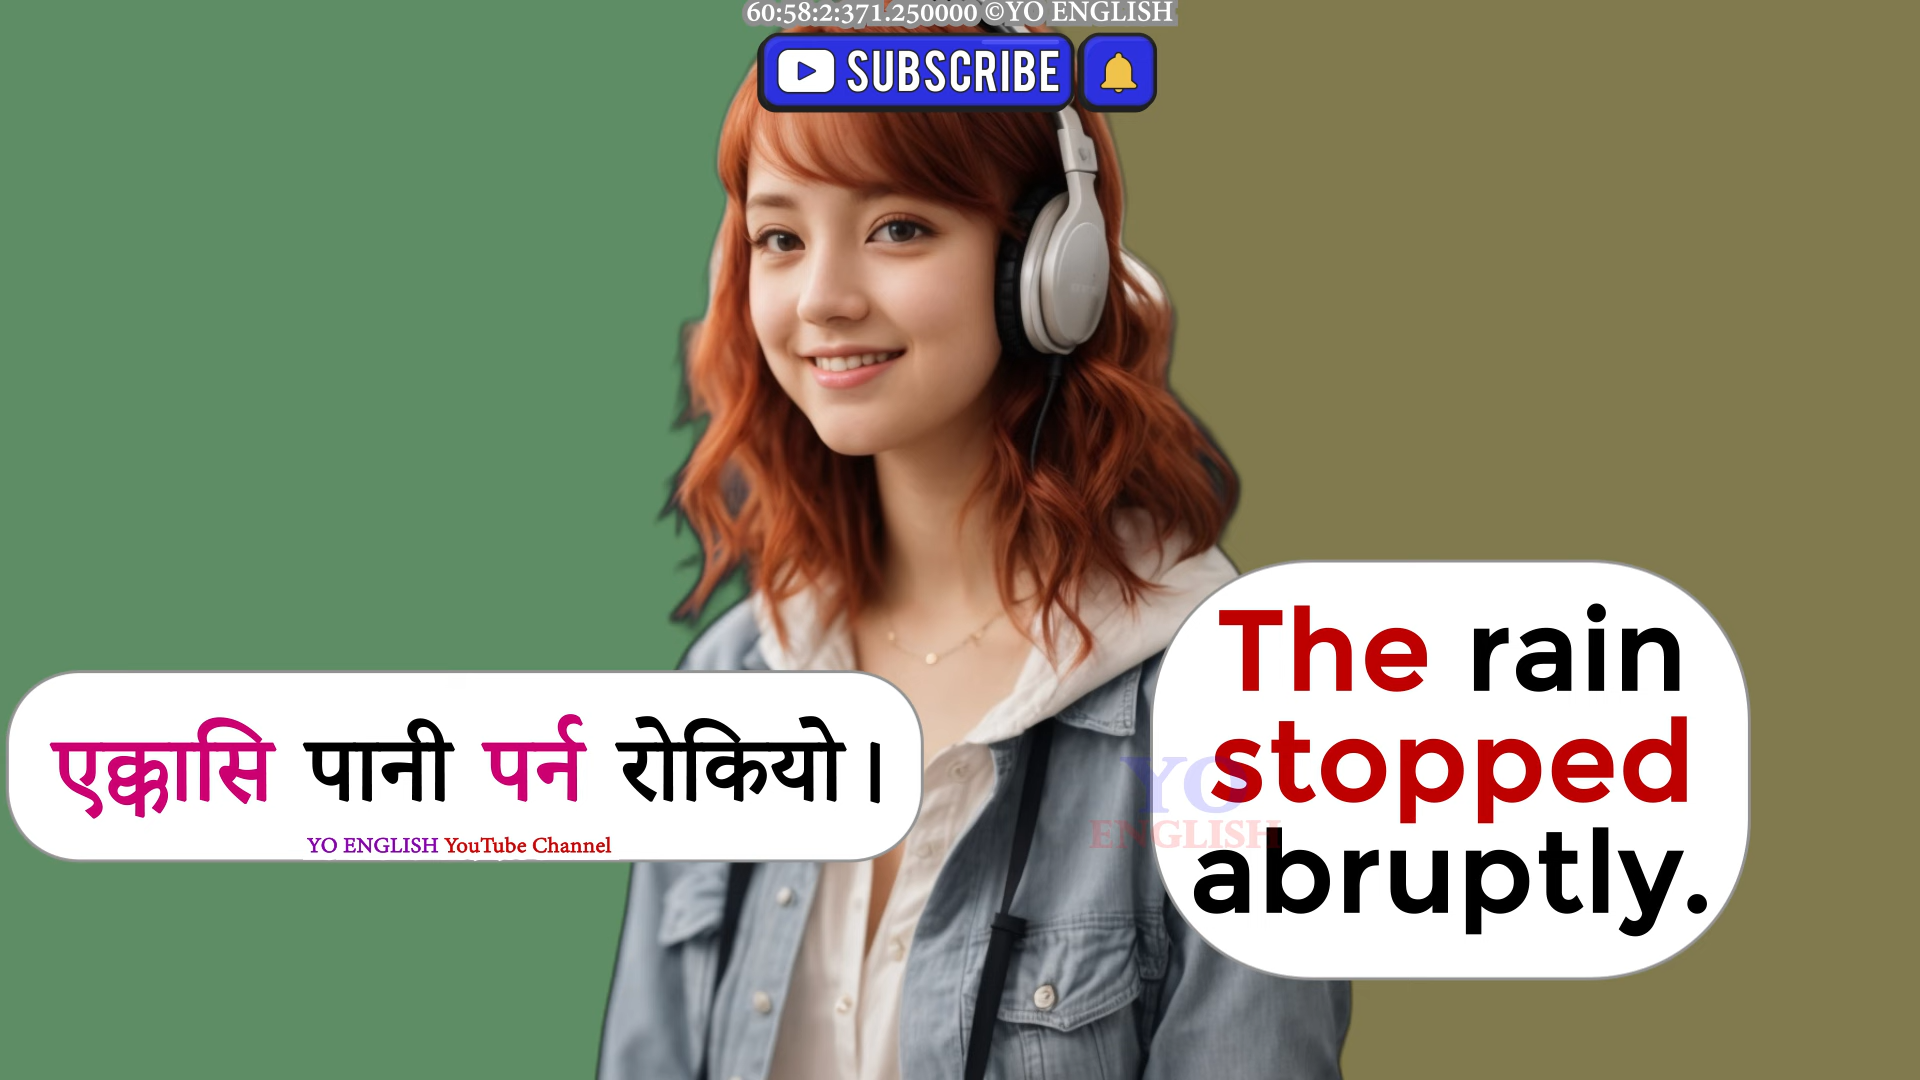 60:58:2:371.250000 ©YO ENGLISH
SUBSCRIBE
एक्कासि पानी पर्न रोकियो।
YO ENGLISH YouTube Channel
The rain
stopped
abruptly.
YO
ENGLISH